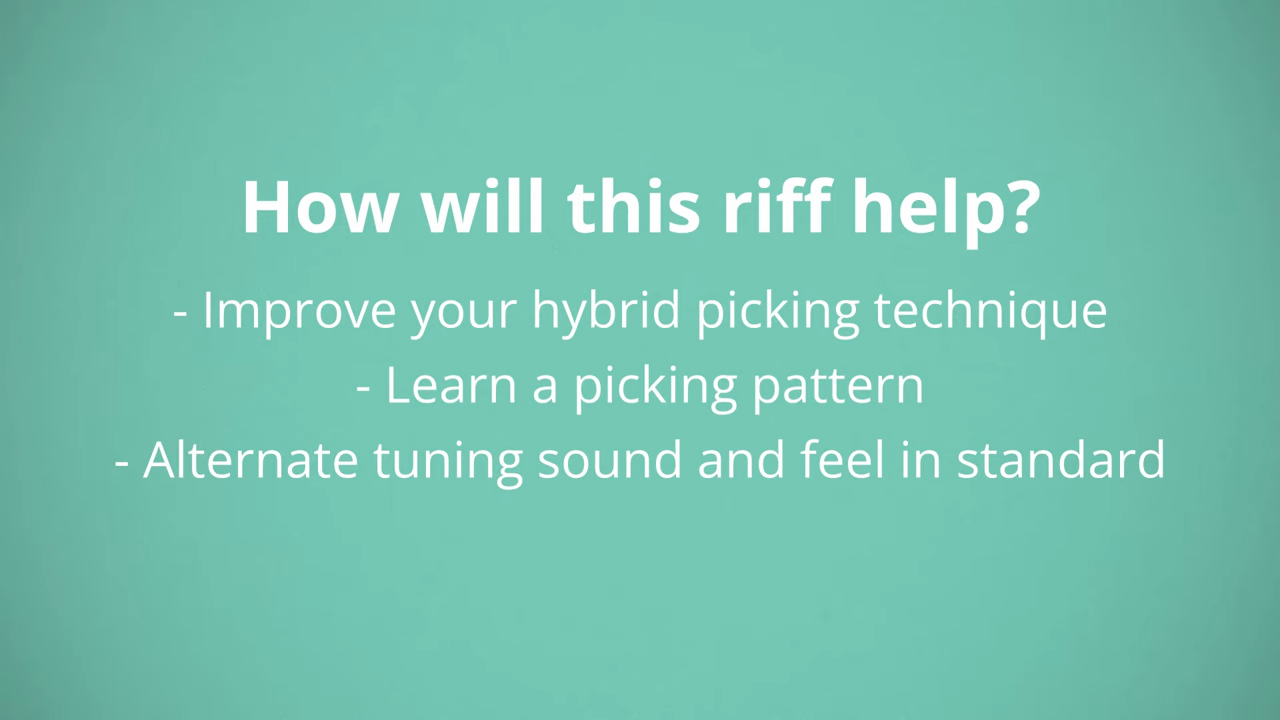 How will this riff help?
- Improve your hybrid picking technique
- Learn a picking pattern
- Alternate tuning sound and feel in standard